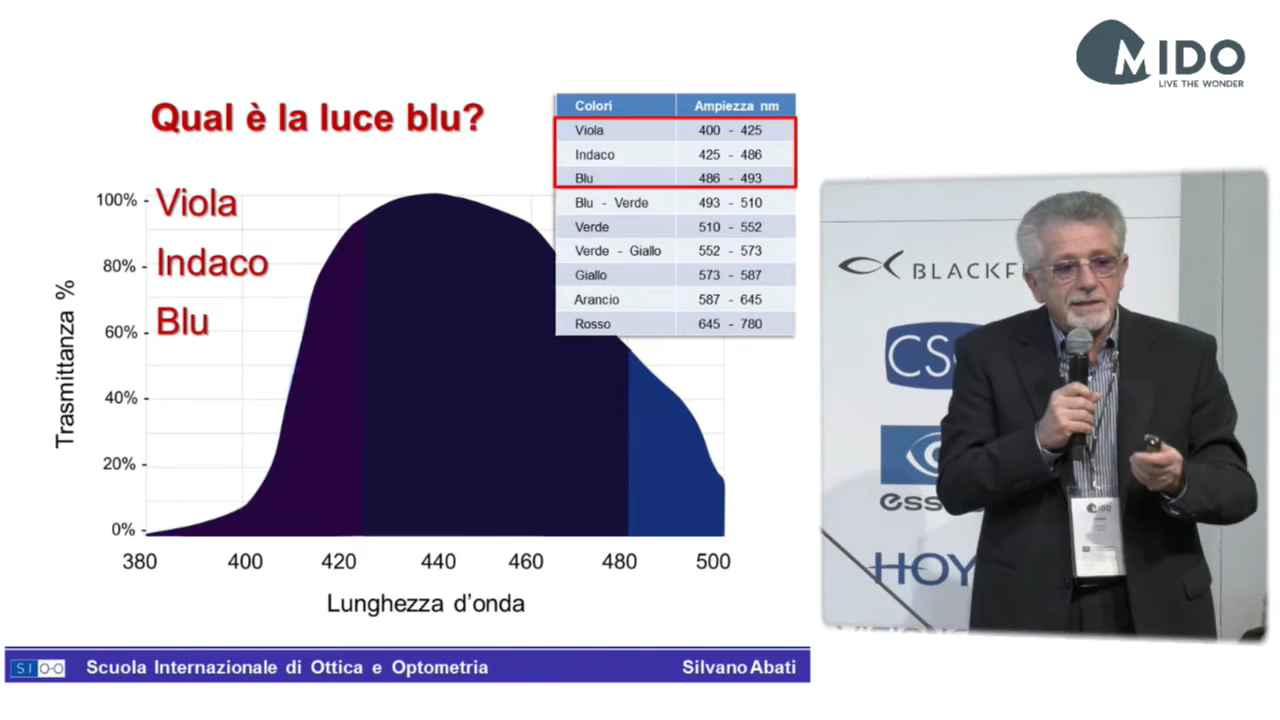 MIDO
LIVE THE WONDER
Qual è la luce blu?
Colori Ampiezza nm
Viola 400 - 425
Indaco 425 - 486
Blu 486 - 493
Blu - Verde 493 - 510
Verde 510 - 552
Verde - Giallo 552 - 573
Giallo 573 - 587
Arancio 587 - 645
Rosso 645 - 780
Viola
Indaco
Blu
100%
80%
60%
40%
20%
0%
Trasmittanza %
380 400 420 440 460 480 500
Lunghezza d'onda
BLACKF
CSO
ess
HOY
MIDO
SIOO
Scuola Internazionale di Ottica e Optometria Silvano Abati